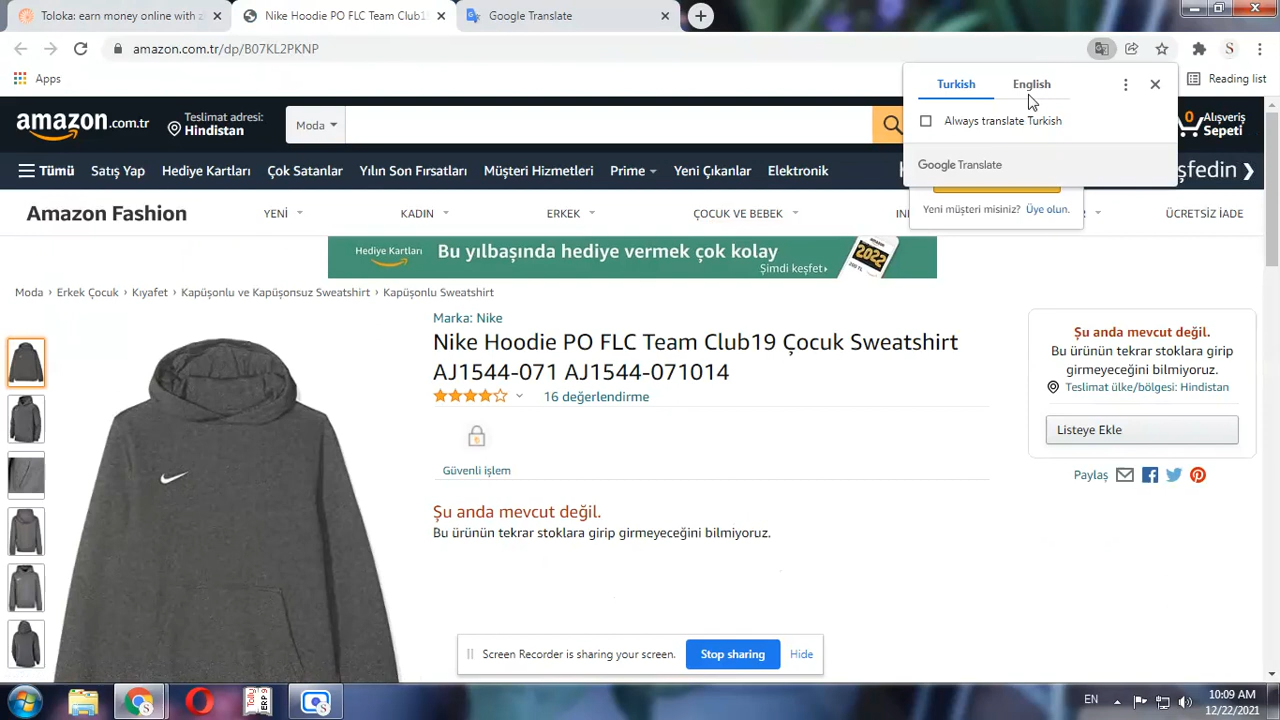 Toloka: earn money online with z
Nike Hoodie PO FLC Team Club1
Google Translate
amazon.com.tr/dp/B07KL2PKNP
S
Apps
Reading list
Turkish
English
Always translate Turkish
Google Translate
amazon.com.tr
Teslimat adresi:
Hindistan
Moda
0
Alışveriş
Sepeti
Tümü
Satış Yap
Hediye Kartları
Çok Satanlar
Yılın Son Fırsatları
Müşteri Hizmetleri
Prime
Yeni Çıkanlar
Elektronik
şfedin
Yeni müşteri misiniz? Üye olun.
Amazon Fashion
YENİ
KADIN
ERKEK
ÇOCUK VE BEBEK
ÜCRETSİZ İADE
Hediye Kartları
Bu yılbaşında hediye vermek çok kolay
Şimdi keşfet
2022
Moda › Erkek Çocuk › Kıyafet › Kapüşonlu ve Kapüşonsuz Sweatshirt › Kapüşonlu Sweatshirt
Marka: Nike
Nike Hoodie PO FLC Team Club19 Çocuk Sweatshirt
AJ1544-071 AJ1544-071014
16 değerlendirme
Güvenli işlem
Şu anda mevcut değil.
Bu ürünün tekrar stoklara girip girmeyeceğini bilmiyoruz.
Şu anda mevcut değil.
Bu ürünün tekrar stoklara girip
girmeyeceğini bilmiyoruz.
Teslimat ülke/bölgesi: Hindistan
Listeye Ekle
Paylaş
Screen Recorder is sharing your screen.
Stop sharing
Hide
Tally
ERP 9
EN
10:09 AM
12/22/2021